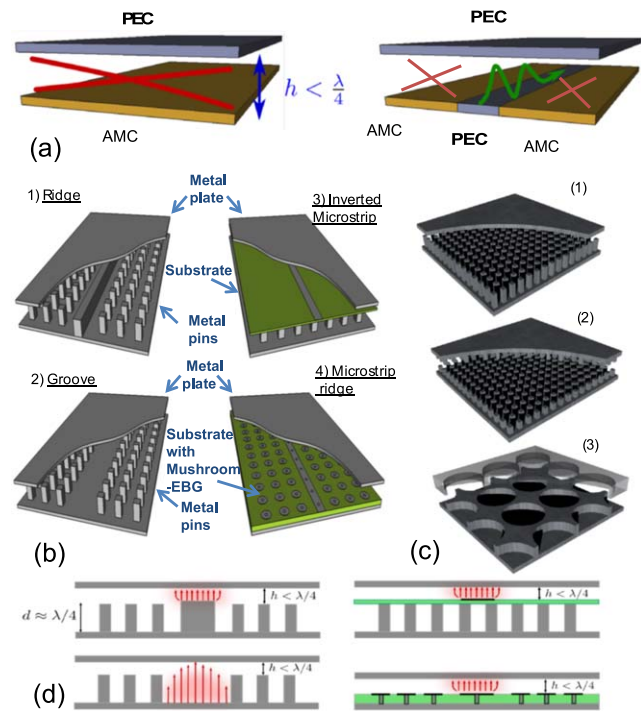 PEC
PEC
h < λ/4
AMC
AMC
PEC
AMC
(a)
Metal
plate
1) Ridge
3) Inverted
Microstrip
Substrate
Metal
pins
(1)
2) Groove
Metal
plate
4) Microstrip
ridge
Substrate
with
Mushroom
-EBG
Metal
pins
(2)
(3)
(b)
(c)
h < λ/4
d ≈ λ/4
h < λ/4
h < λ/4
h < λ/4
(d)